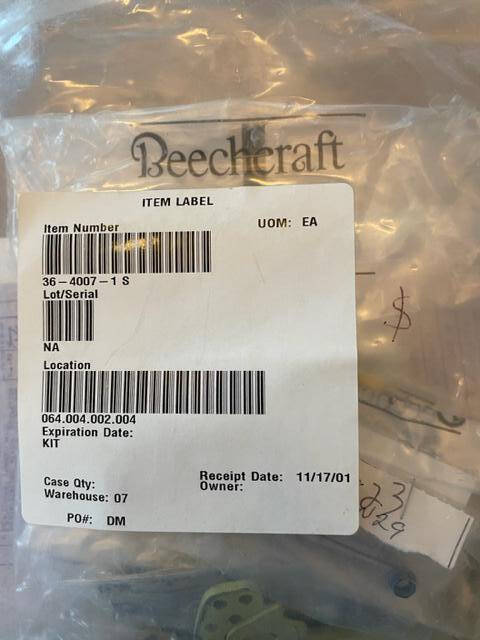 Beechcraft
ITEM LABEL
Item Number
UOM: EA
36-4007-1 S
Lot/Serial
NA
Location
064.004.002.004
Expiration Date:
KIT
Case Qty:
Receipt Date: 11/17/01
Warehouse: 07
Owner:
PO#: DM
$
23